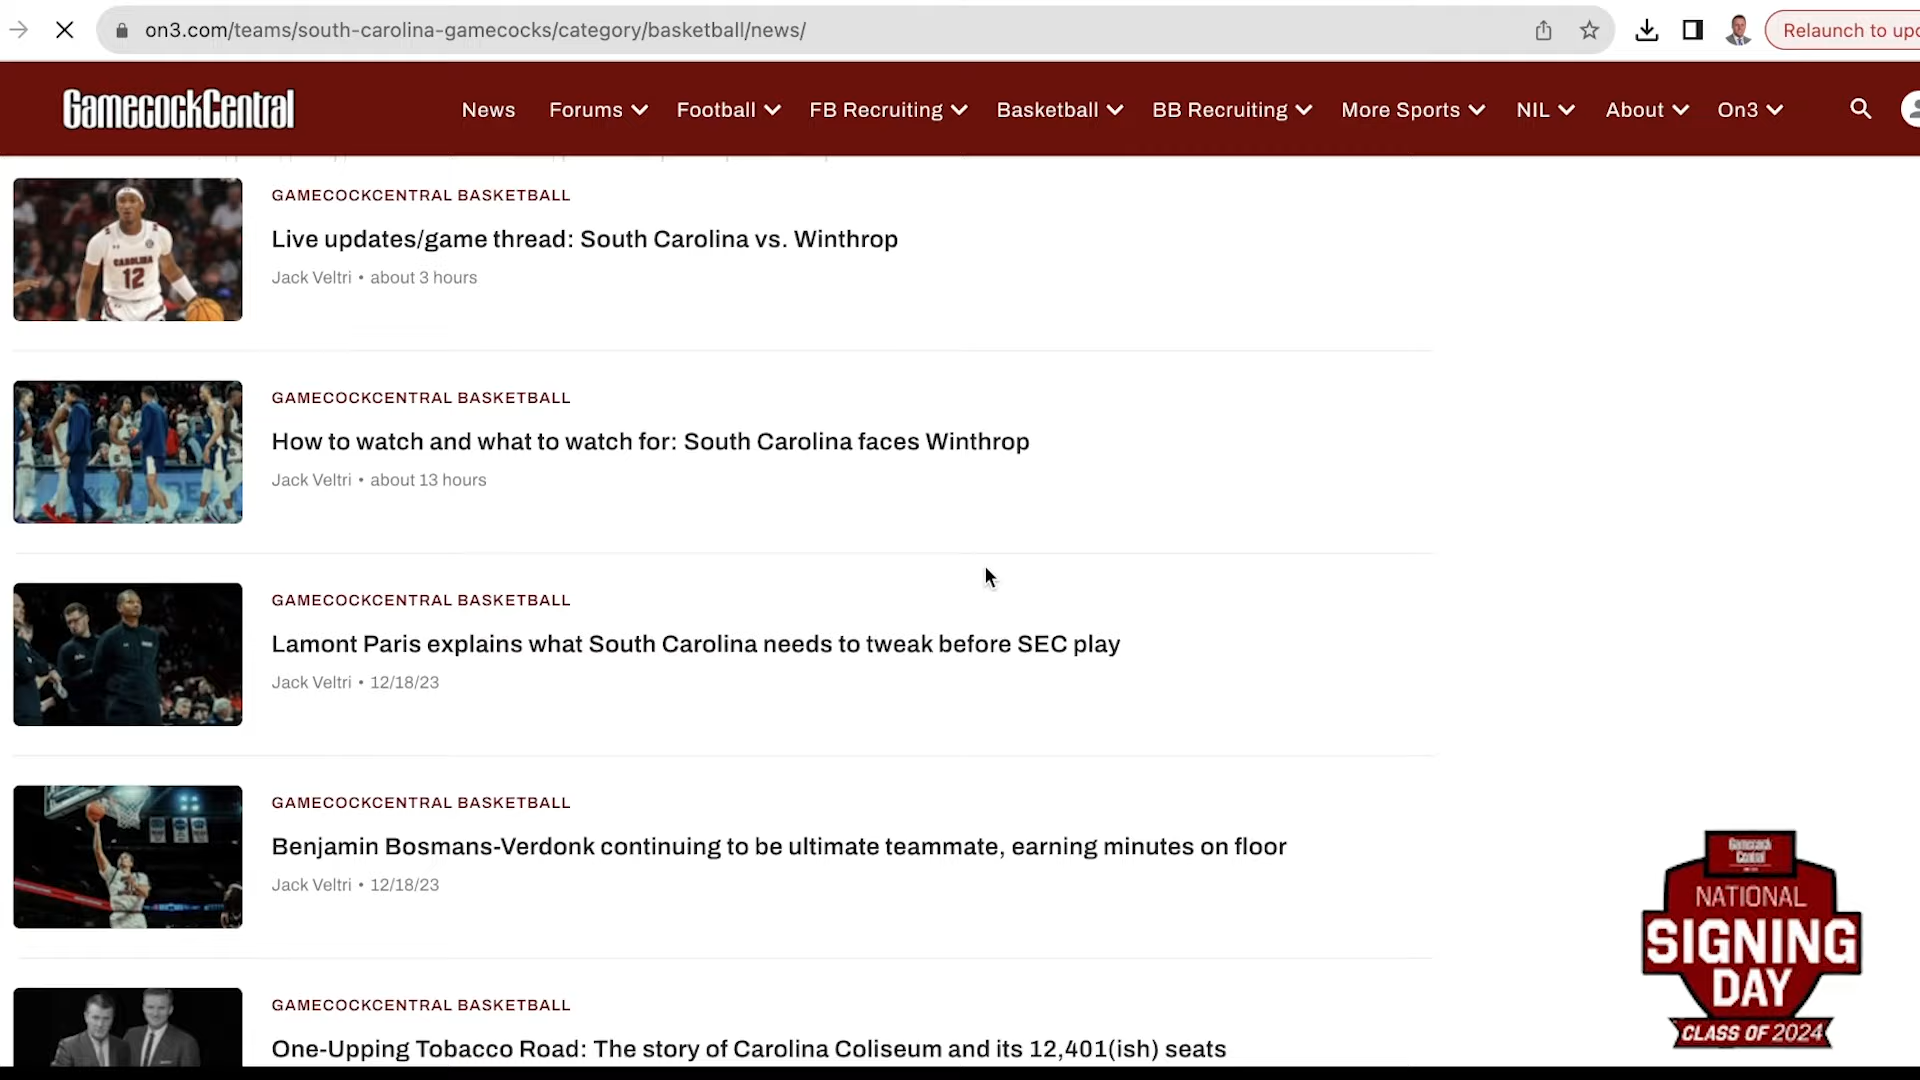 on3.com/teams/south-carolina-gamecocks/category/basketball/news/
Relaunch to upd
GamecockCentral
News Forums Football FB Recruiting Basketball BB Recruiting More Sports NIL About On3
GAMECOCKCENTRAL BASKETBALL
Live updates/game thread: South Carolina vs. Winthrop
Jack Veltri • about 3 hours
CAROLINA
12
GAMECOCKCENTRAL BASKETBALL
How to watch and what to watch for: South Carolina faces Winthrop
Jack Veltri • about 13 hours
GAMECOCKCENTRAL BASKETBALL
Lamont Paris explains what South Carolina needs to tweak before SEC play
Jack Veltri • 12/18/23
GAMECOCKCENTRAL BASKETBALL
Benjamin Bosmans-Verdonk continuing to be ultimate teammate, earning minutes on floor
Jack Veltri • 12/18/23
GAMECOCKCENTRAL BASKETBALL
One-Upping Tobacco Road: The story of Carolina Coliseum and its 12,401(ish) seats
Gamecock
Central
NATIONAL
SIGNING
DAY
CLASS OF 2024